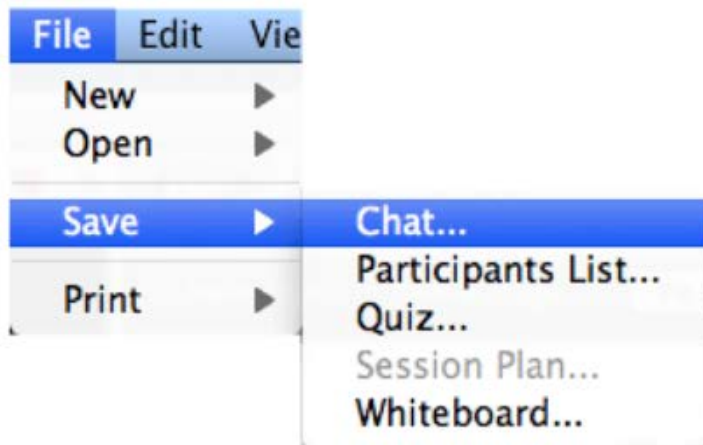 File Edit Vie
New
Open
Save
Print
Chat...
Participants List...
Quiz...
Session Plan...
Whiteboard...